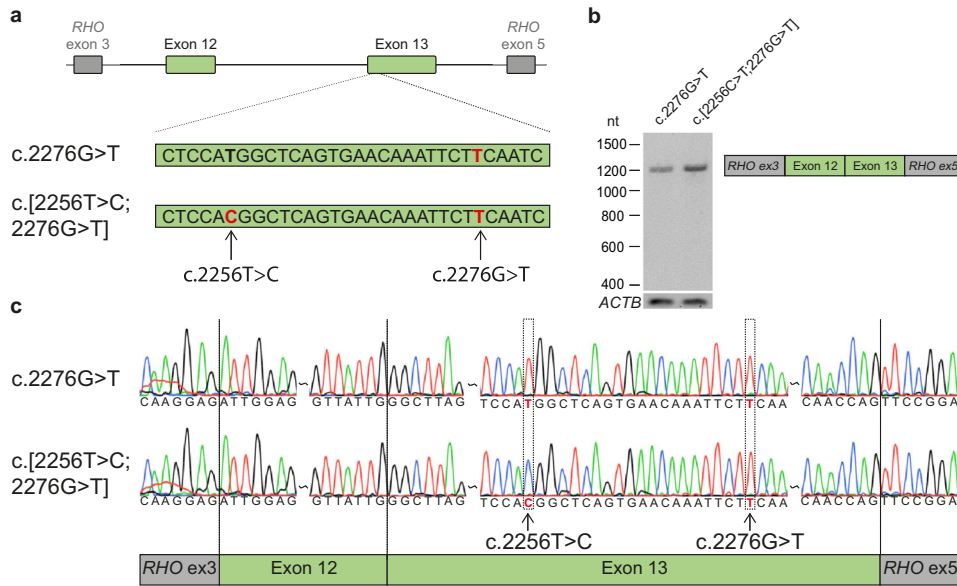 a
RHO
exon 3
Exon 12
Exon 13
RHO
exon 5
c.2276G>T
CTCCATGGCTCAGTGAACAAATTCTTCAATC
c.[2256T>C;
2276G>T]
CTCCACGGCTCAGTGAACAAATTCTTCAATC
c.2256T>C
c.2276G>T
b
nt
c.2276G>T
c.[2256C>T;2276G>T]
1500
1200
1000
800
600
400
ACTB
RHO ex3
Exon 12
Exon 13
RHO ex5
c
c.2276G>T
CAAGGAGATTGGAG
~
GTTATTGGGCTTAG
~
TCCATGGCTCAGTGAACAAATTCTTCAA
~
CAACCAGTTCCGGA
c.[2256T>C;
2276G>T]
CAAGGAGATTGGAG
~
GTTATTGGGCTTAG
~
TCCACGGCTCAGTGAACAAATTCTTCAA
~
CAACCAGTTCCGGA
c.2256T>C
c.2276G>T
RHO ex3
Exon 12
Exon 13
RHO ex5